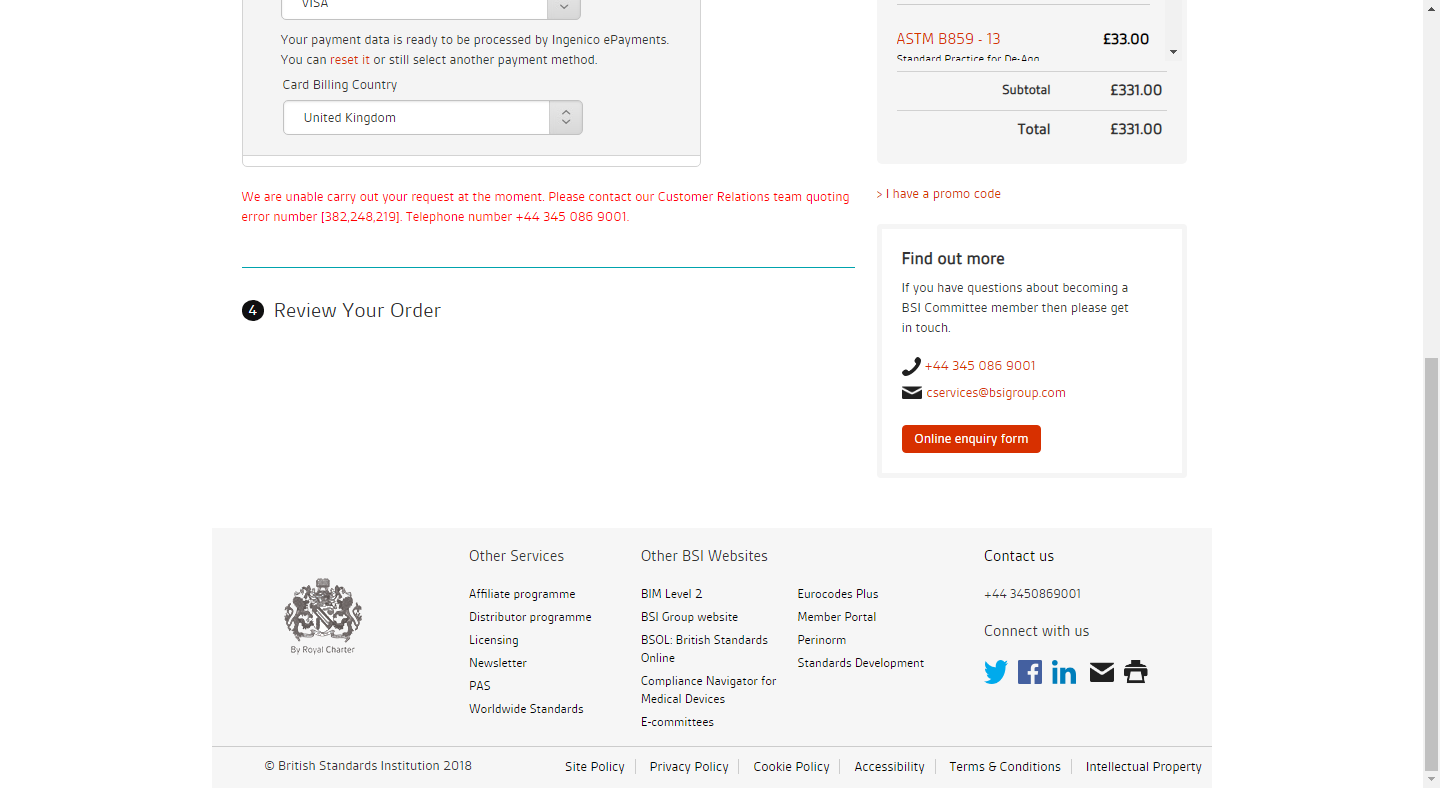 VISA
Your payment data is ready to be processed by Ingenico ePayments.
You can reset it or still select another payment method.
Card Billing Country
United Kingdom
We are unable carry out your request at the moment. Please contact our Customer Relations team quoting
error number [382,248,219]. Telephone number +44 345 086 9001.
4 Review Your Order
ASTM B859 - 13 £33.00
Standard Practice for De-Agg
Subtotal £331.00
Total £331.00
> I have a promo code
Find out more
If you have questions about becoming a
BSI Committee member then please get
in touch.
+44 345 086 9001
cservices@bsigroup.com
Online enquiry form
By Royal Charter
Other Services
Affiliate programme
Distributor programme
Licensing
Newsletter
PAS
Worldwide Standards
Other BSI Websites
BIM Level 2
BSI Group website
BSOL: British Standards
Online
Compliance Navigator for
Medical Devices
E-committees
Eurocodes Plus
Member Portal
Perinorm
Standards Development
Contact us
+44 3450869001
Connect with us
© British Standards Institution 2018
Site Policy
Privacy Policy
Cookie Policy
Accessibility
Terms & Conditions
Intellectual Property